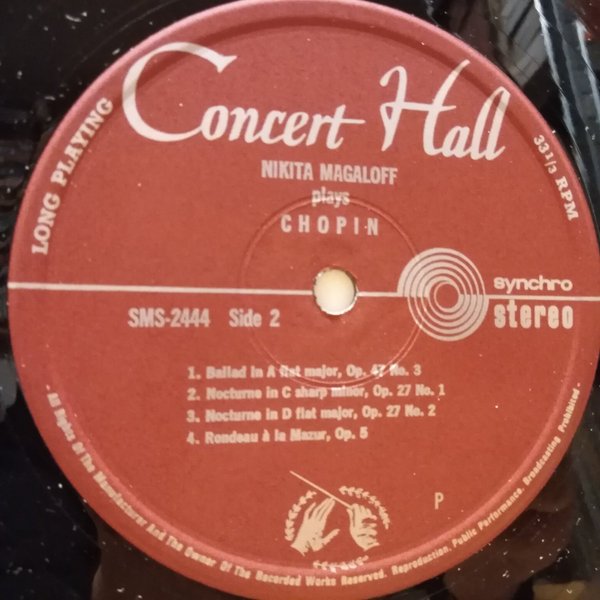 Concert Hall
LONG PLAYING
33 1/3 RPM
NIKITA MAGALOFF
plays
CHOPIN
synchro
stereo
SMS-2444 Side 2
1. Ballad in A flat major, Op. 47 No. 3
2. Nocturne in C sharp minor, Op. 27 No. 1
3. Nocturne in D flat major, Op. 27 No. 2
4. Rondeau à la Mazur, Op. 5
P
- All Rights Of The Manufacturer And The Owner Of The Recorded Works Reserved. Reproduction, Public Performance, Broadcasting Prohibited -